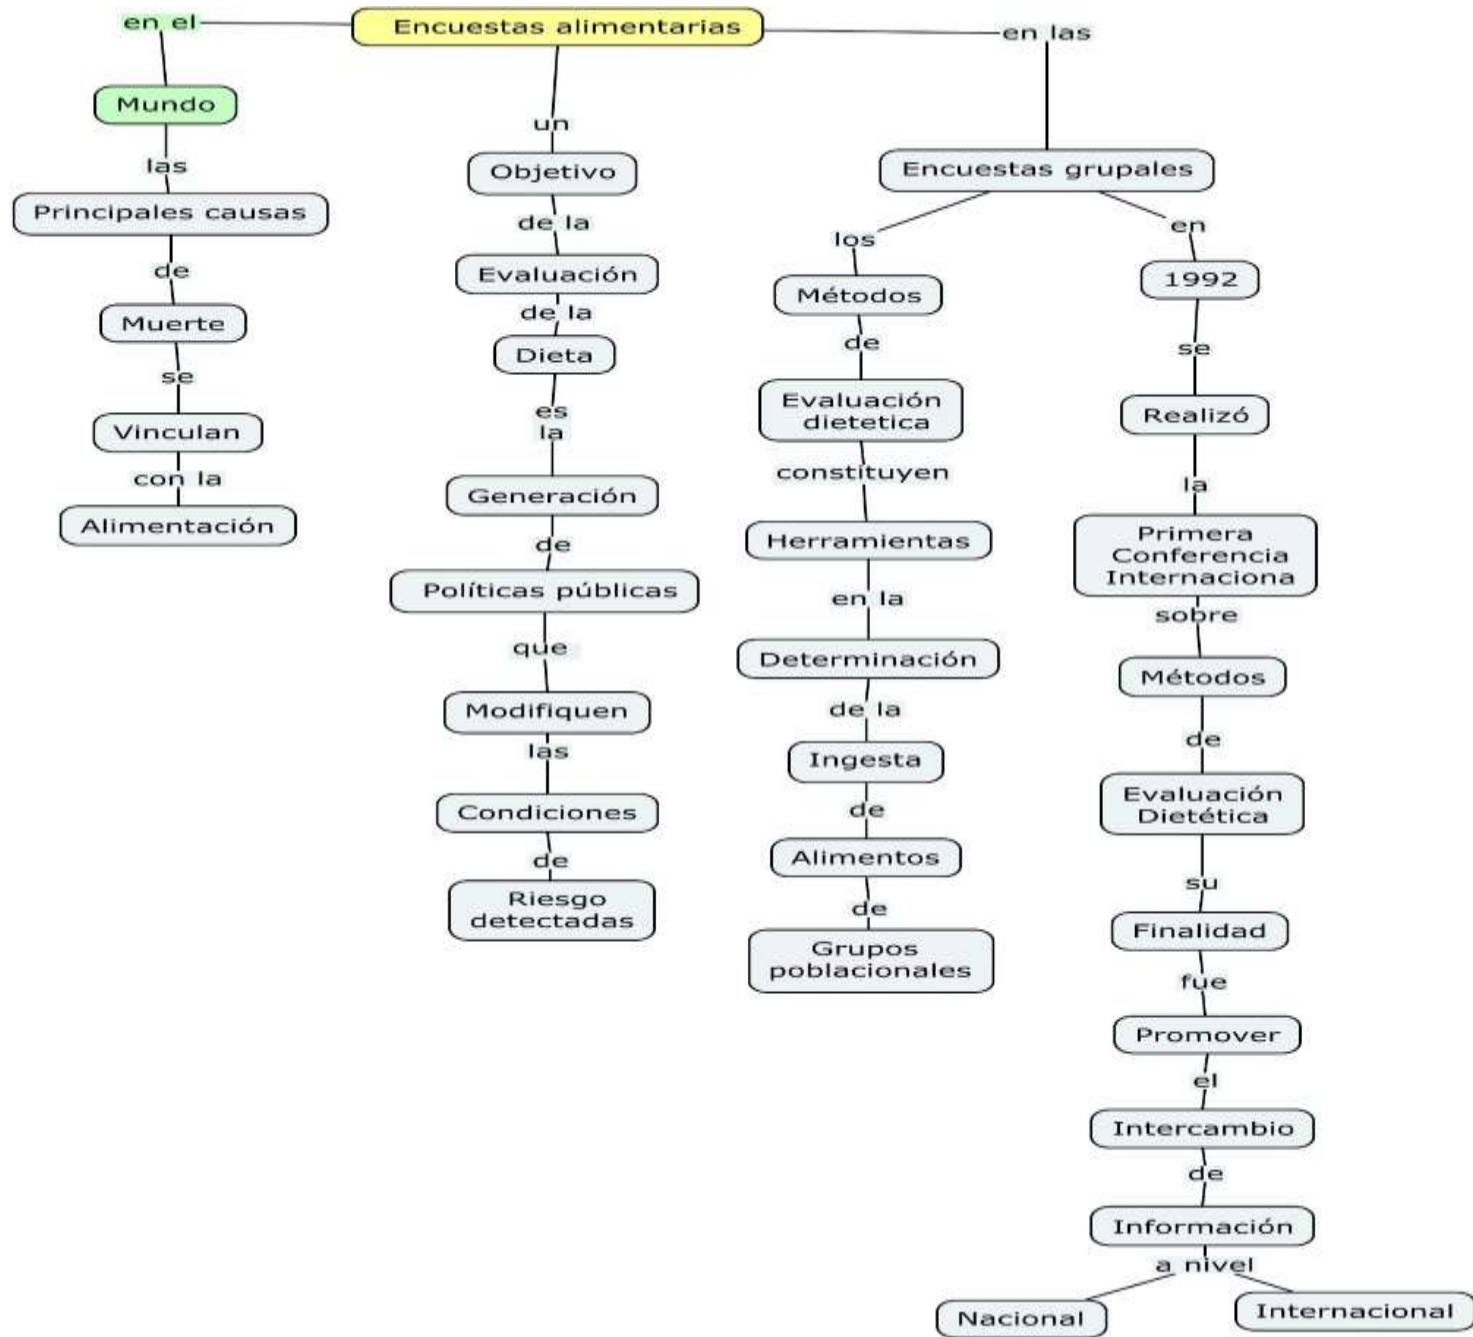 Encuestas alimentarias
en el
Mundo
las
Principales causas
de
Muerte
se
Vinculan
con la
Alimentación
un
Objetivo
de la
Evaluación
de la
Dieta
es
la
Generación
de
Políticas públicas
que
Modifiquen
las
Condiciones
de
Riesgo
detectadas
en las
Encuestas grupales
los
Métodos
de
Evaluación
dietetica
constituyen
Herramientas
en la
Determinación
de la
Ingesta
de
Alimentos
de
Grupos
poblacionales
en
1992
se
Realizó
la
Primera
Conferencia
Internaciona
sobre
Métodos
de
Evaluación
Dietética
su
Finalidad
fue
Promover
el
Intercambio
de
Información
a nivel
Nacional
Internacional